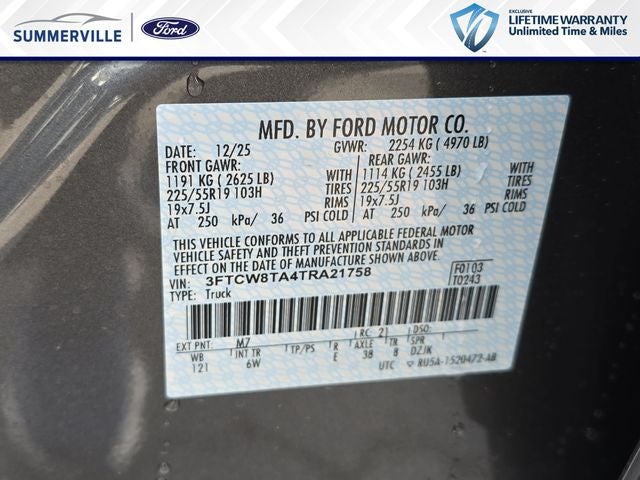 SUMMERVILLE
Ford
EXCLUSIVE
LIFETIME WARRANTY
Unlimited Time & Miles
MFD. BY FORD MOTOR CO.
DATE: 12/25 GVWR: 2254 KG ( 4970 LB)
FRONT GAWR: REAR GAWR:
1191 KG ( 2625 LB) WITH 1114 KG ( 2455 LB) WITH
225/55R19 103H TIRES 225/55R19 103H TIRES
19x7.5J RIMS 19x7.5J RIMS
AT 250 kPa/ 36 PSI COLD AT 250 kPa/ 36 PSI COLD
THIS VEHICLE CONFORMS TO ALL APPLICABLE FEDERAL MOTOR
VEHICLE SAFETY AND THEFT PREVENTION STANDARDS IN
EFFECT ON THE DATE OF MANUFACTURE SHOWN ABOVE.
VIN: 3FTCW8TA4TRA21758 F0103
TYPE: Truck T0243
EXT PNT: M7 RC: 21 DSO:
WB INT TR TP/PS R AXLE TR SPR
121 6W E 38 8 DZJK
UTC RU5A-1520472-AB